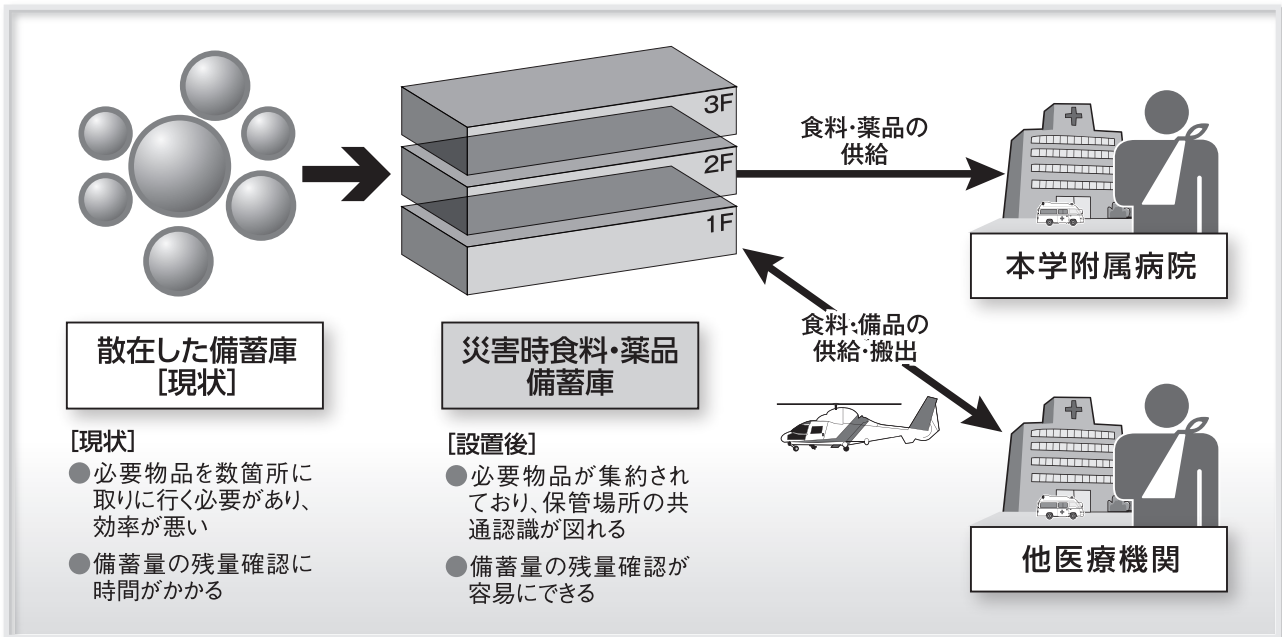 3F
2F
1F
食料・薬品の
供給
本学附属病院
食料・備品の
供給・搬出
他医療機関
散在した備蓄庫
[現状]
[現状]
●必要物品を数箇所に
取りに行く必要があり、
効率が悪い
●備蓄量の残量確認に
時間がかかる
災害時食料・薬品
備蓄庫
[設置後]
●必要物品が集約され
ており、保管場所の共
通認識が図れる
●備蓄量の残量確認が
容易にできる